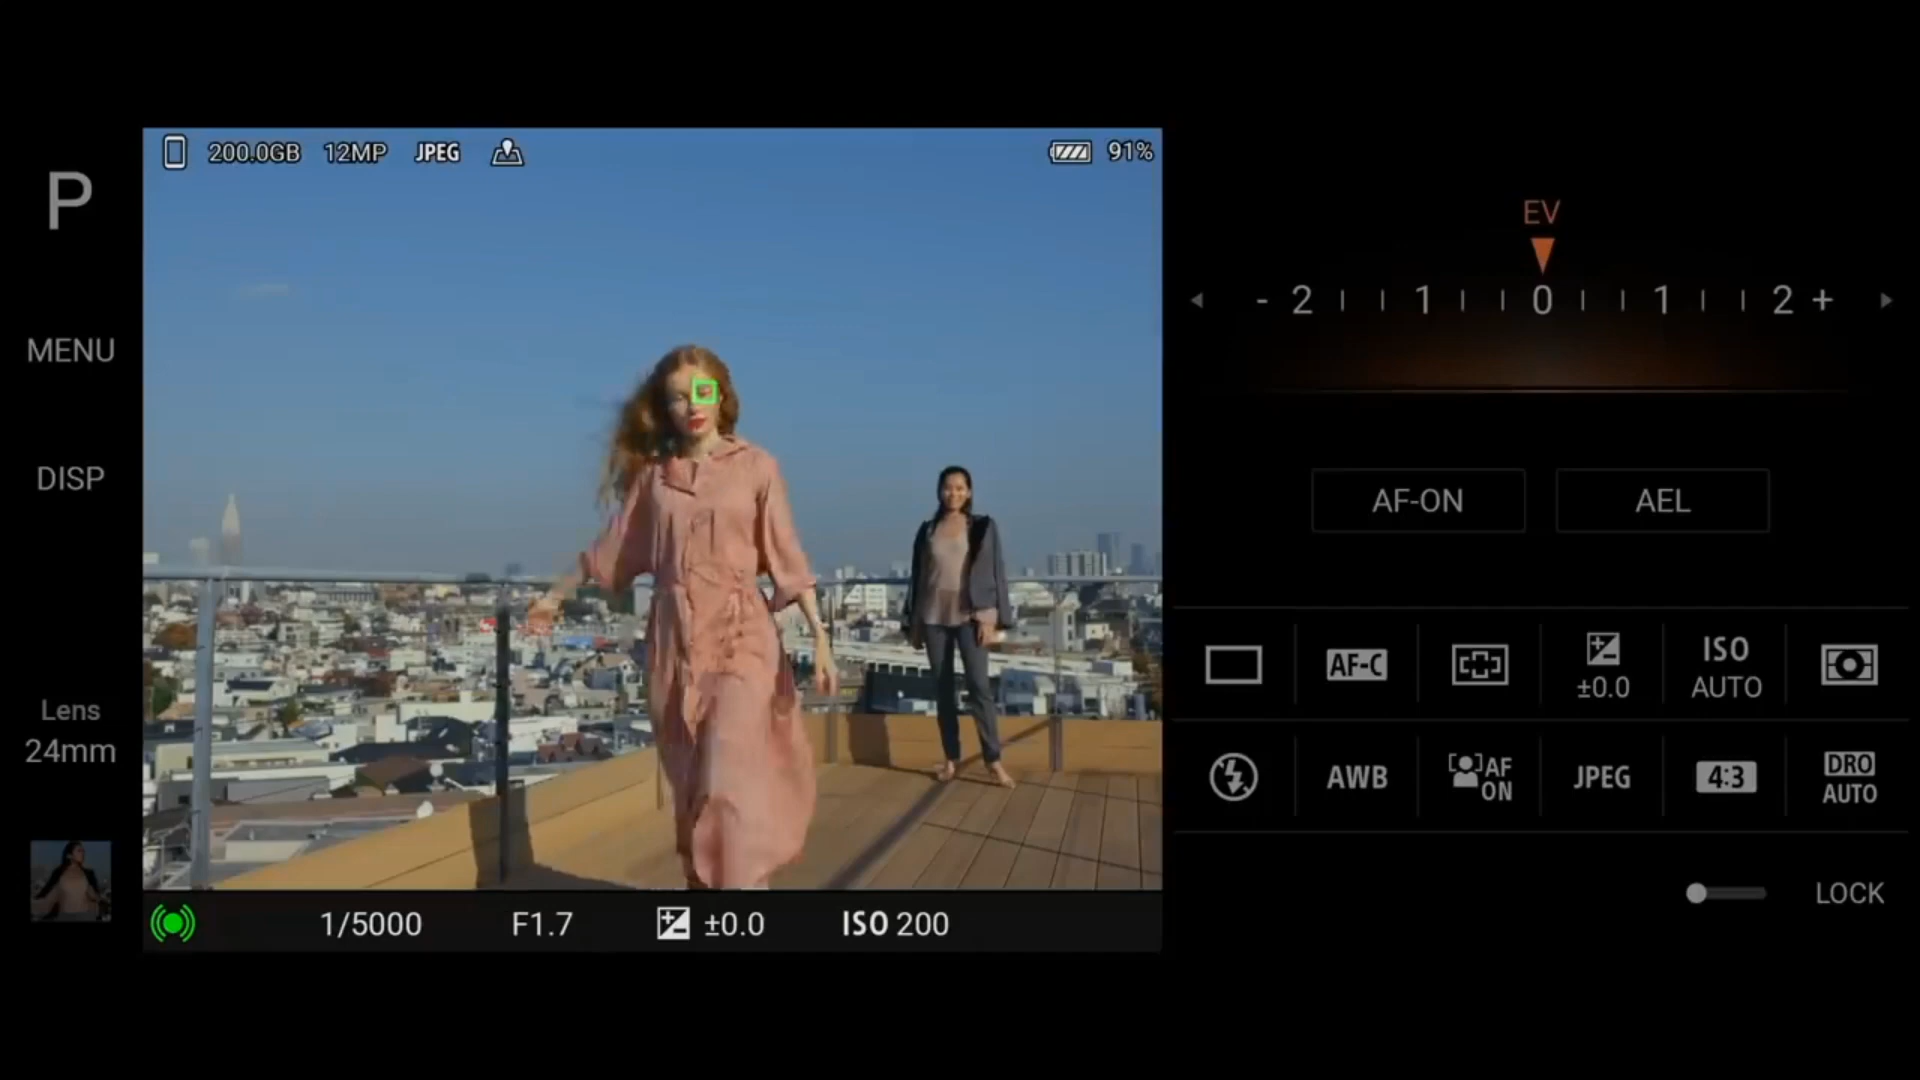 P
MENU
DISP
Lens
24mm
200.0GB 12MP JPEG 91%
1/5000 F1.7 ±0.0 ISO 200
EV
- 2 1 0 1 2 +
AF-ON AEL
AF-C ±0.0 ISO AUTO
AWB AF ON JPEG 4:3 DRO AUTO
LOCK